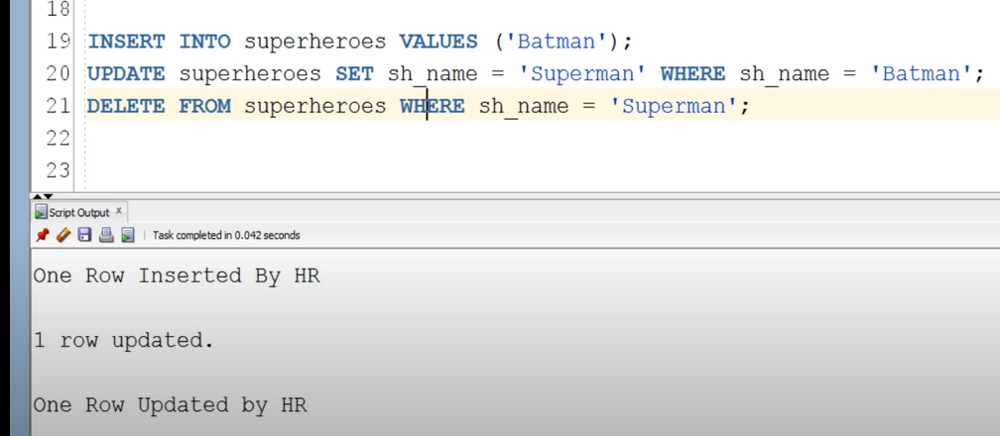 18
19 INSERT INTO superheroes VALUES ('Batman');
20 UPDATE superheroes SET sh_name = 'Superman' WHERE sh_name = 'Batman';
21 DELETE FROM superheroes WHERE sh_name = 'Superman';
22
23
Script Output x
Task completed in 0.042 seconds
One Row Inserted By HR
1 row updated.
One Row Updated by HR